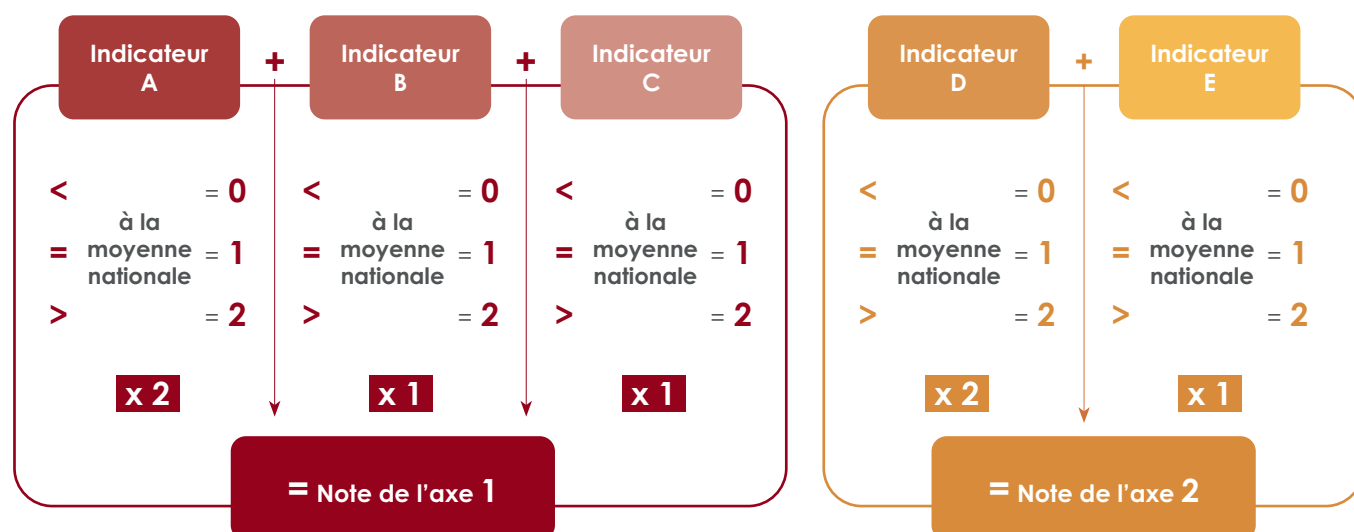 Indicateur
A
+
Indicateur
B
+
Indicateur
C
< = 0
à la
= moyenne = 1
nationale
> = 2
x 2
< = 0
à la
= moyenne = 1
nationale
> = 2
x 1
< = 0
à la
= moyenne = 1
nationale
> = 2
x 1
= Note de l’axe 1
Indicateur
D
+
Indicateur
E
< = 0
à la
= moyenne = 1
nationale
> = 2
x 2
< = 0
à la
= moyenne = 1
nationale
> = 2
x 1
= Note de l’axe 2